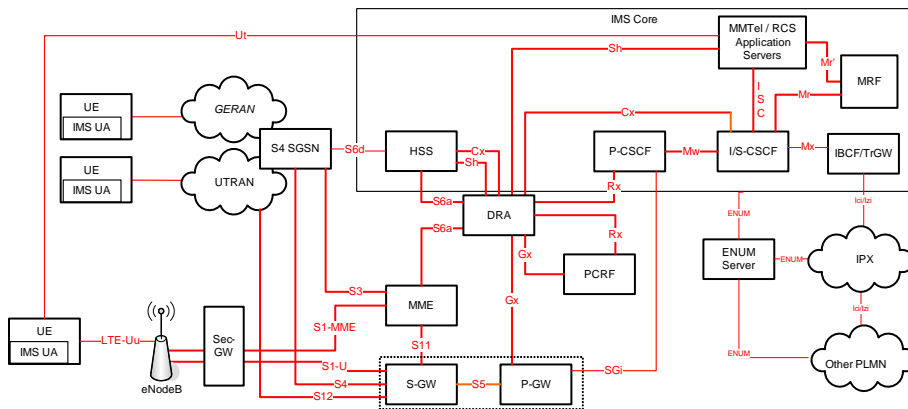 IMS Core
Ut
MMTel / RCS
Application
Servers
Sh
Mr'
MRF
GERAN
UE
IMS UA
I
S
C
Mr
Cx
S4 SGSN
S6d
HSS
Cx
Sh
P-CSCF
Mw
I/S-CSCF
Mx
IBCF/TrGW
UE
IMS UA
UTRAN
Rx
S6a
DRA
Ici/Izi
ENUM
S6a
Rx
Gx
PCRF
ENUM
Server
ENUM
IPX
S3
MME
Gx
Ici/Izi
S1-MME
UE
IMS UA
LTE-Uu
Sec-
GW
S11
ENUM
Other PLMN
S1-U
eNodeB
S4
S-GW
S5
P-GW
SGi
S12